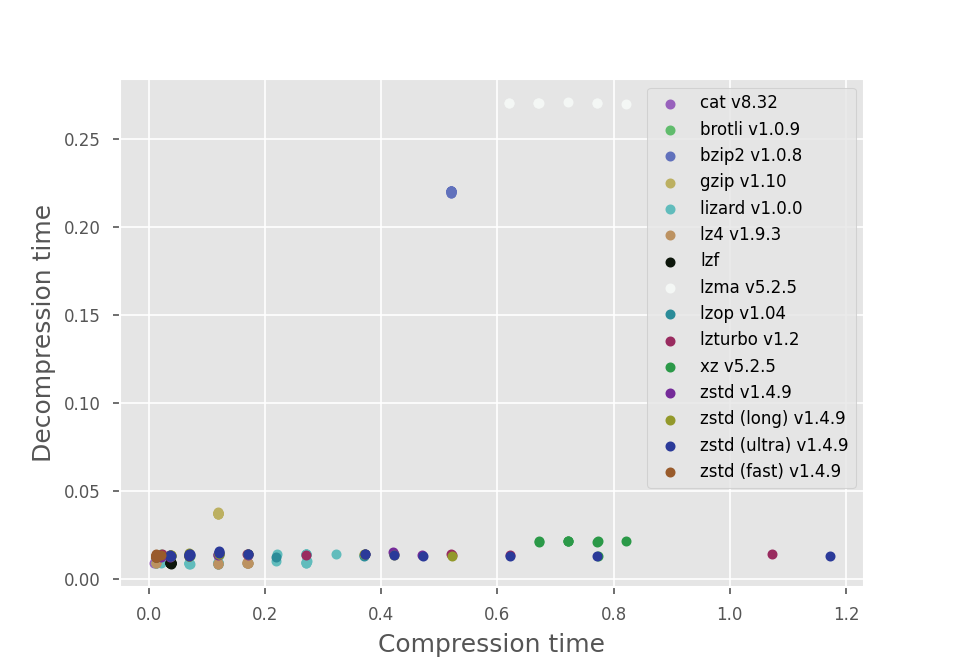 0.25
0.20
0.15
0.10
0.05
0.00
Decompression time
cat v8.32
brotli v1.0.9
bzip2 v1.0.8
gzip v1.10
lizard v1.0.0
lz4 v1.9.3
lzf
lzma v5.2.5
lzop v1.04
lzturbo v1.2
xz v5.2.5
zstd v1.4.9
zstd (long) v1.4.9
zstd (ultra) v1.4.9
zstd (fast) v1.4.9
0.0 0.2 0.4 0.6 0.8 1.0 1.2
Compression time